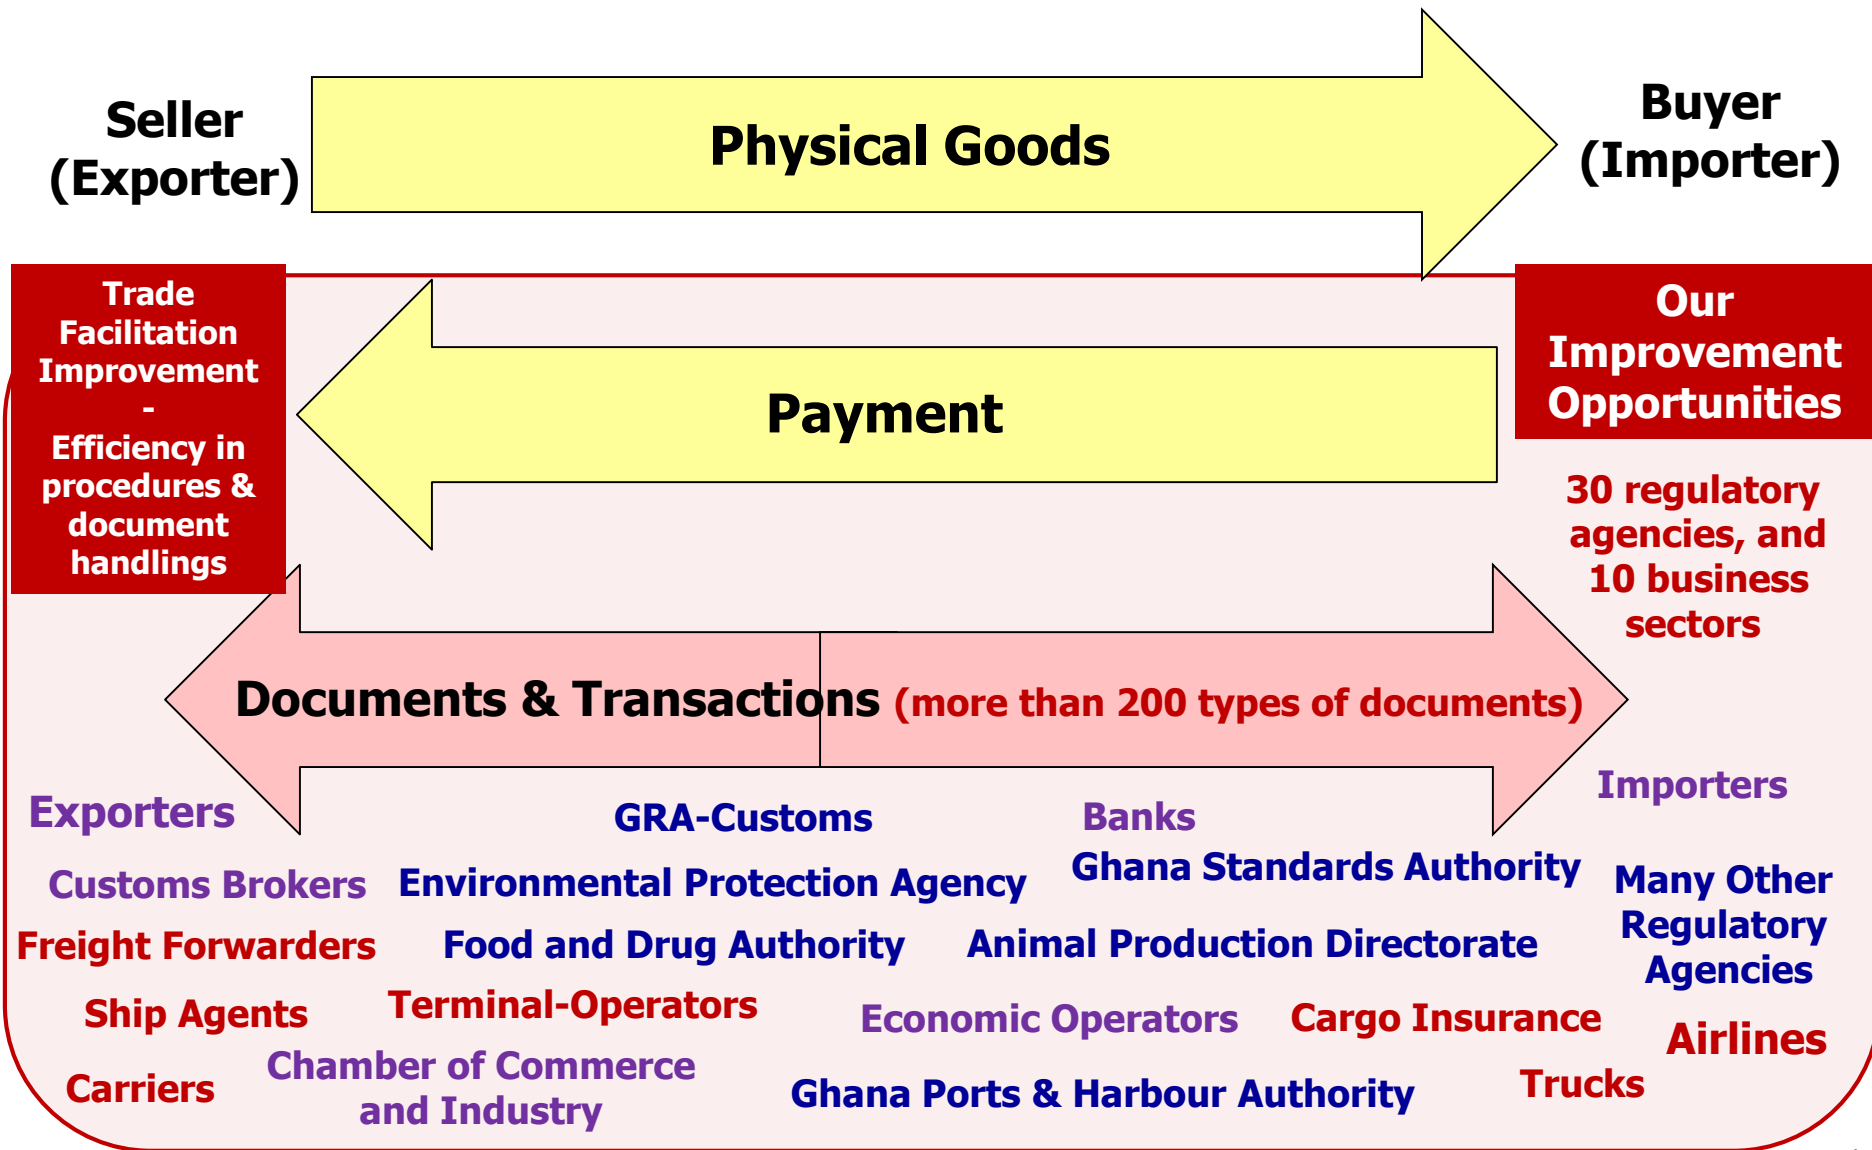 Seller
(Exporter)
Physical Goods
Buyer
(Importer)
Trade
Facilitation
Improvement
-
Efficiency in
procedures &
document
handlings
Payment
Our
Improvement
Opportunities
30 regulatory
agencies, and
10 business
sectors
Documents & Transactions (more than 200 types of documents)
Exporters
GRA-Customs
Banks
Importers
Customs Brokers
Environmental Protection Agency
Ghana Standards Authority
Many Other
Regulatory
Agencies
Freight Forwarders
Food and Drug Authority
Animal Production Directorate
Ship Agents
Terminal-Operators
Economic Operators
Cargo Insurance
Airlines
Carriers
Chamber of Commerce
and Industry
Ghana Ports & Harbour Authority
Trucks